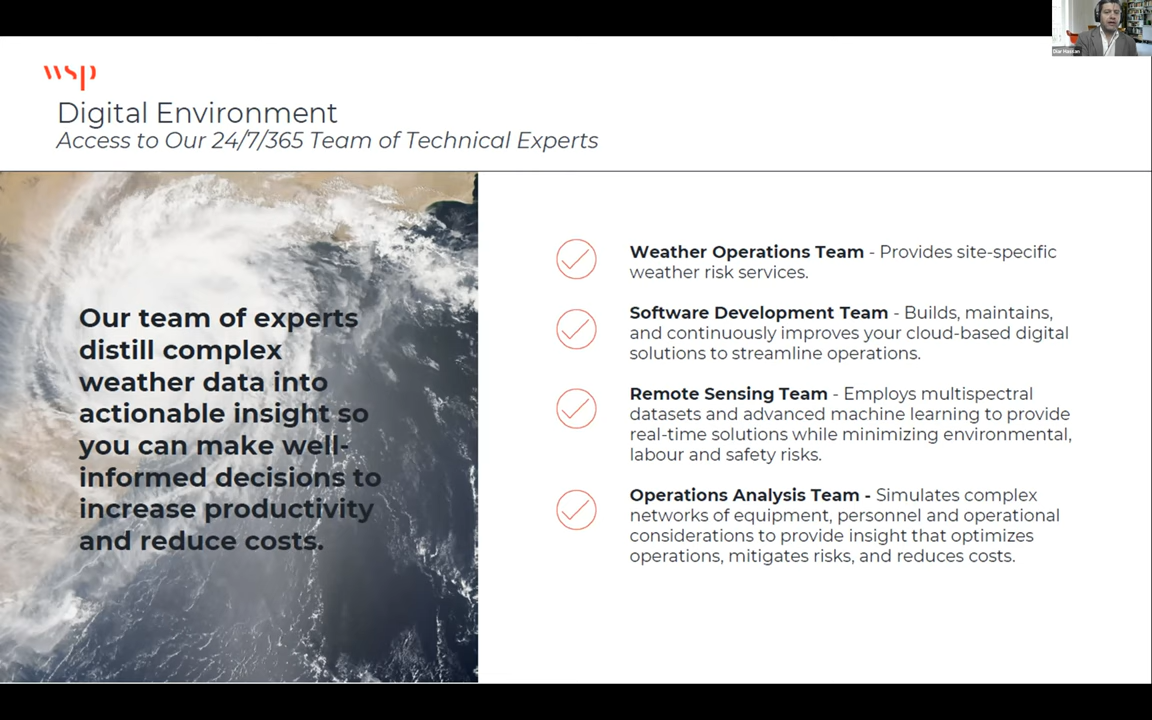 Diar Hassan
wsp
Digital Environment
Access to Our 24/7/365 Team of Technical Experts
Our team of experts
distill complex
weather data into
actionable insight so
you can make well-
informed decisions to
increase productivity
and reduce costs.
Weather Operations Team - Provides site-specific
weather risk services.
Software Development Team - Builds, maintains,
and continuously improves your cloud-based digital
solutions to streamline operations.
Remote Sensing Team - Employs multispectral
datasets and advanced machine learning to provide
real-time solutions while minimizing environmental,
labour and safety risks.
Operations Analysis Team - Simulates complex
networks of equipment, personnel and operational
considerations to provide insight that optimizes
operations, mitigates risks, and reduces costs.